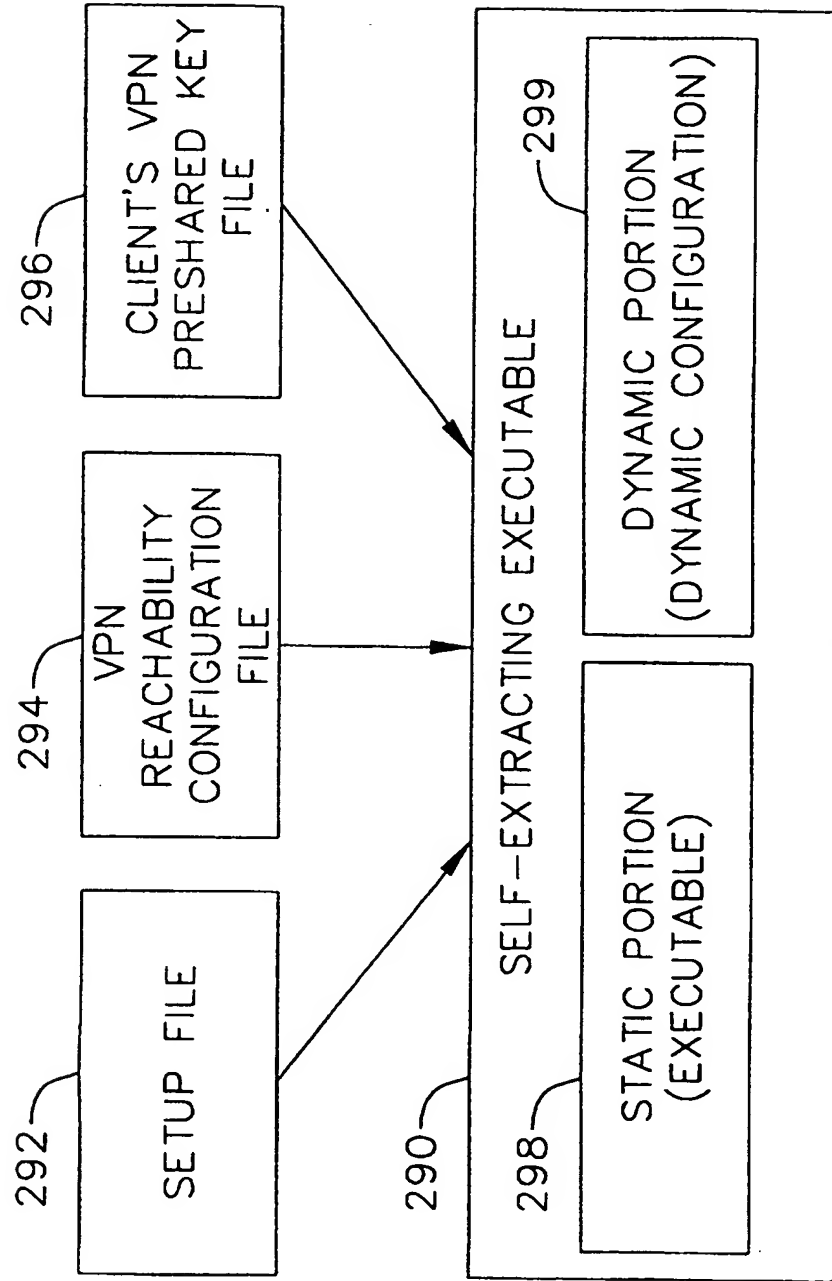 292
SETUP FILE
294
VPN
REACHABILITY
CONFIGURATION
FILE
296
CLIENT'S VPN
PRESHARED KEY
FILE
290
SELF-EXTRACTING EXECUTABLE
298
STATIC PORTION
(EXECUTABLE)
299
DYNAMIC PORTION
(DYNAMIC CONFIGURATION)